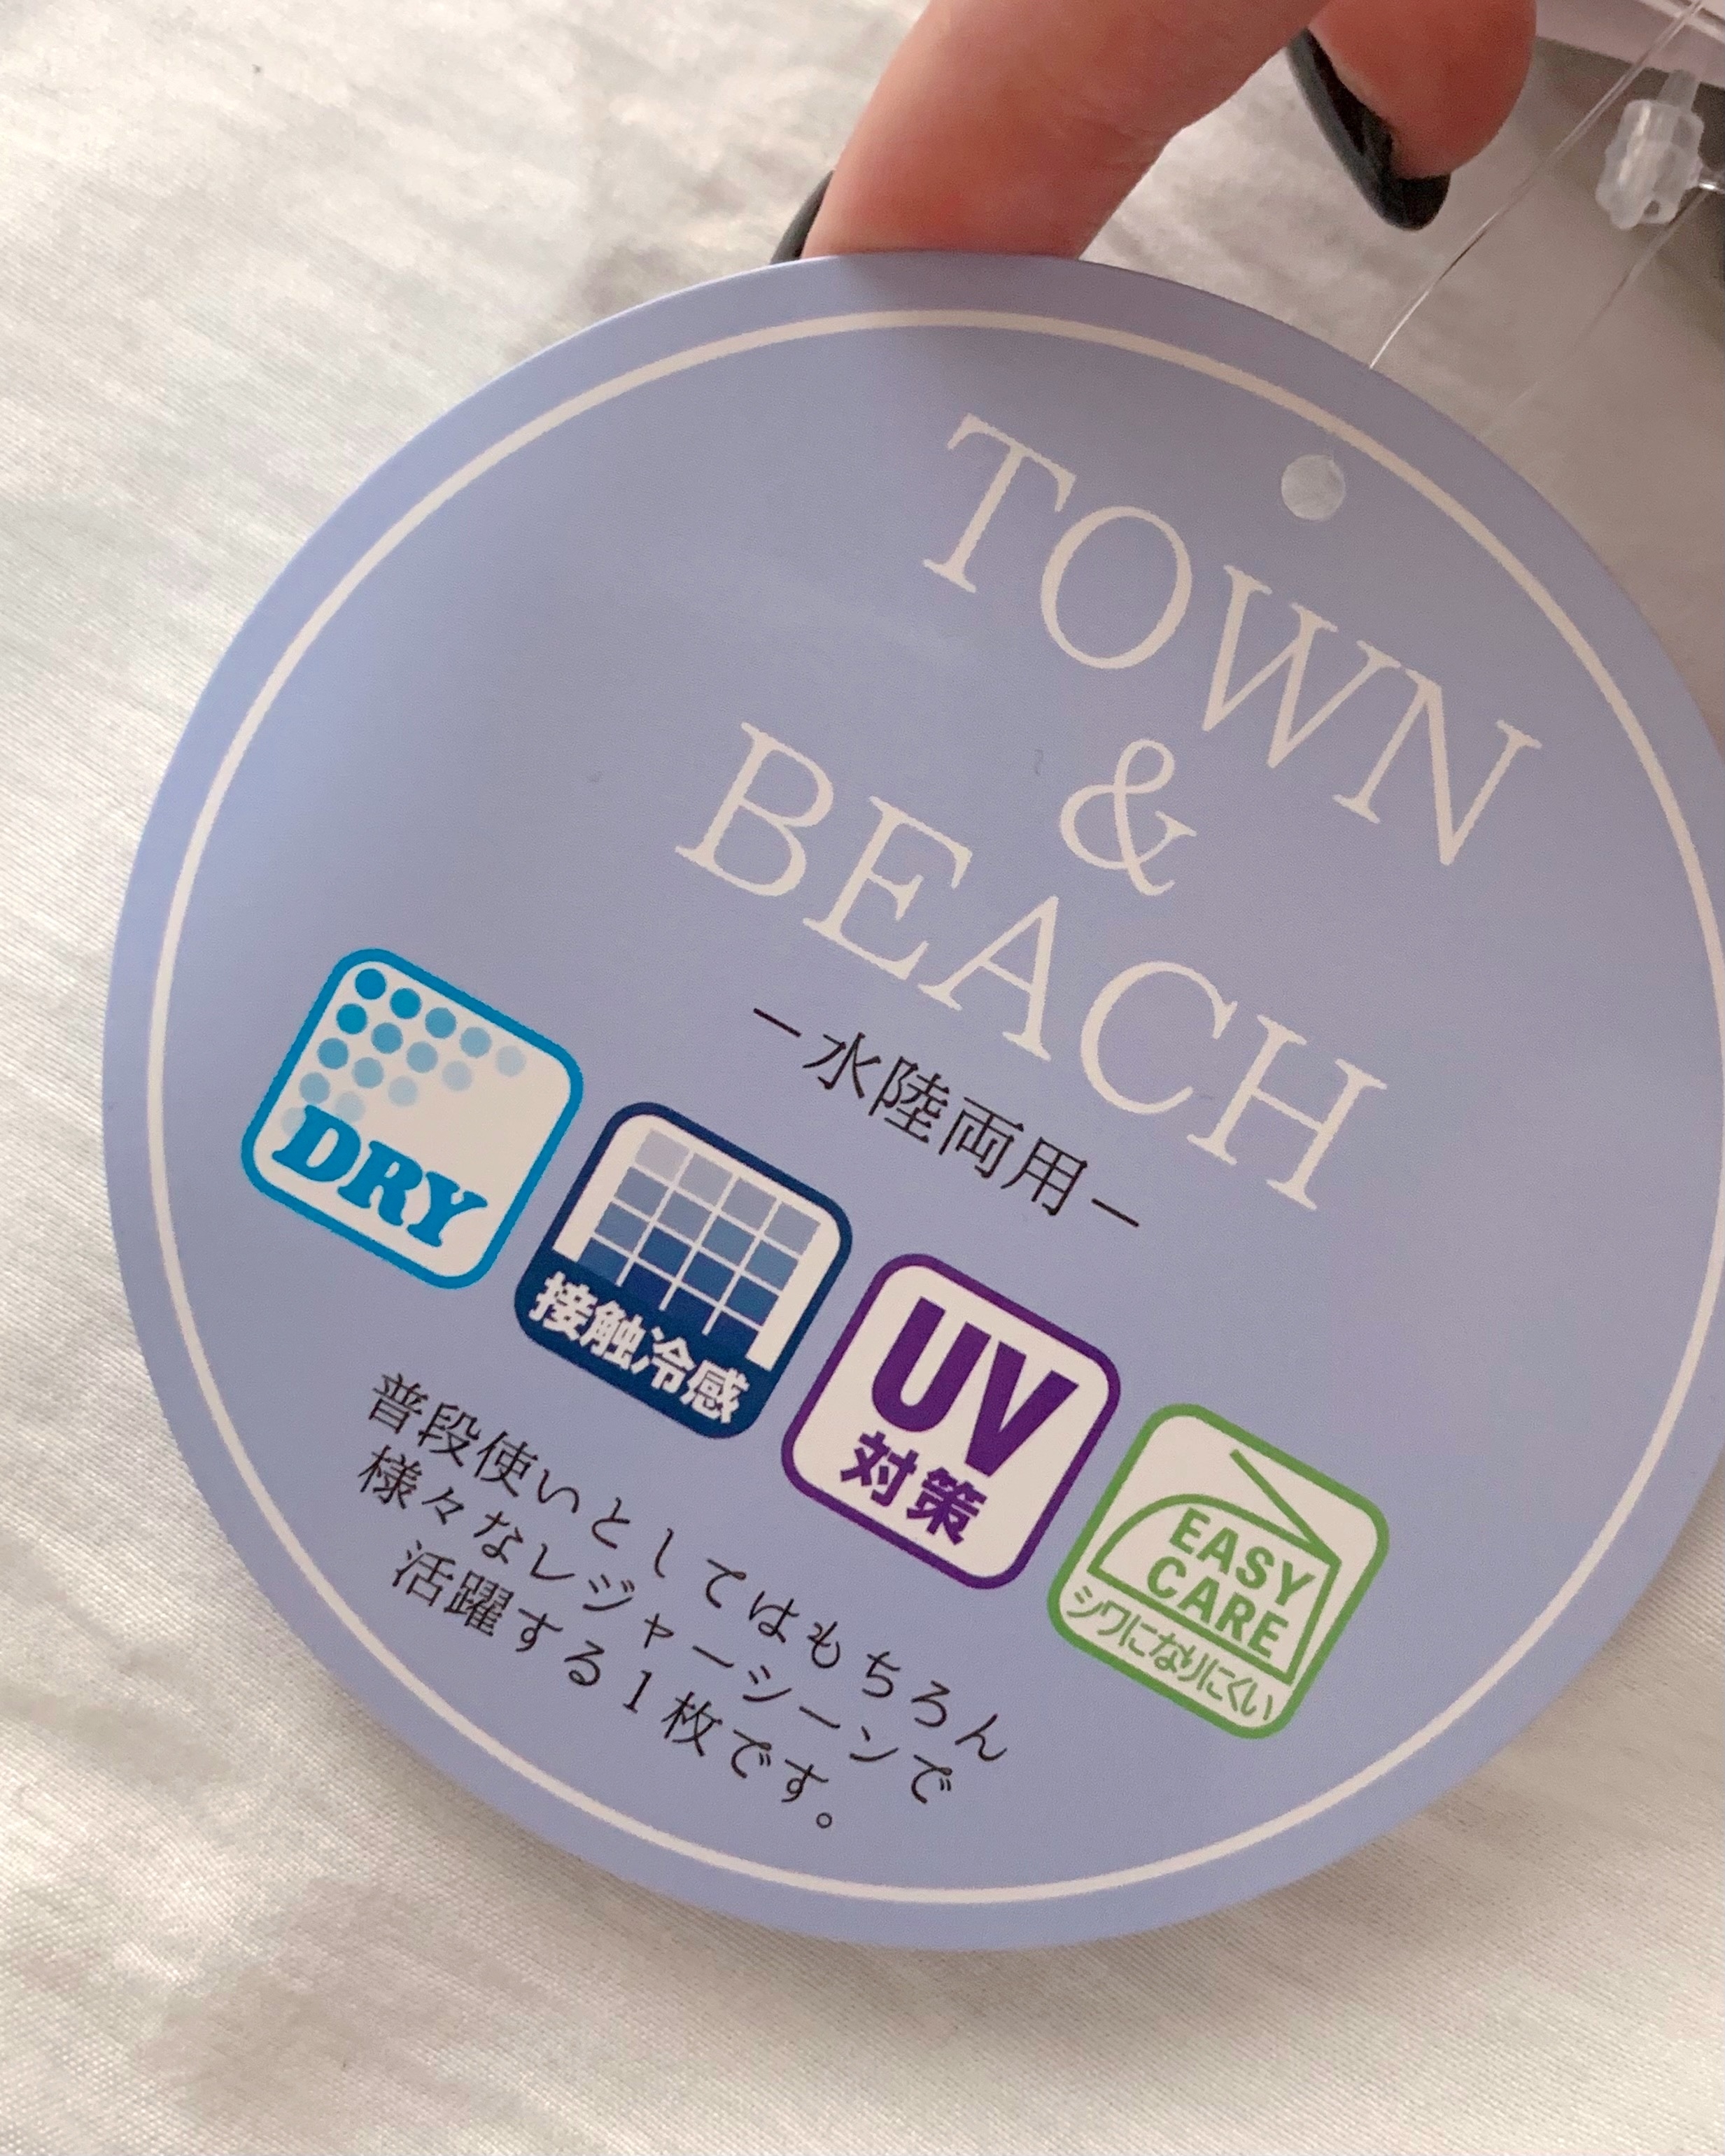 TOWN
&
BEACH
ー水陸両用ー
DRY
接触冷感
UV
対策
EASY
CARE
シワになりにくい
普段使いとしてはもちろん
様々なレジャーシーンで
活躍する1枚です。